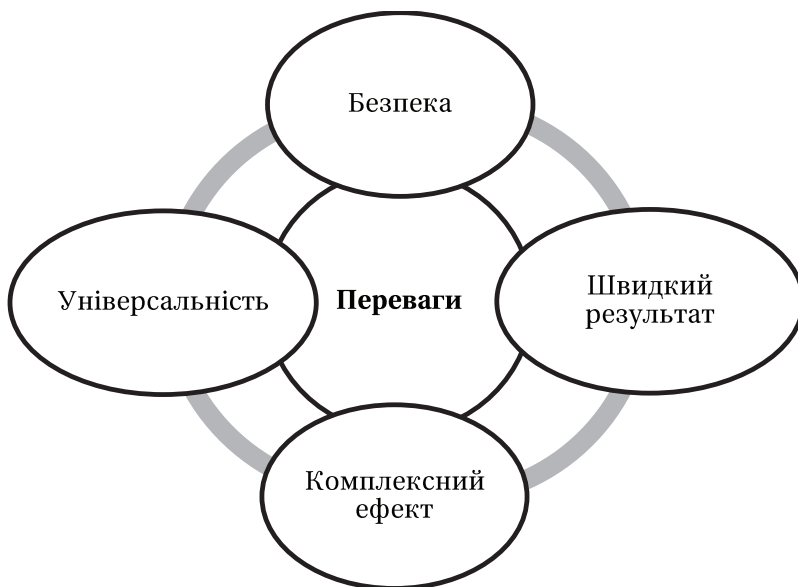 Безпека
Універсальність
Переваги
Швидкий
результат
Комплексний
ефект